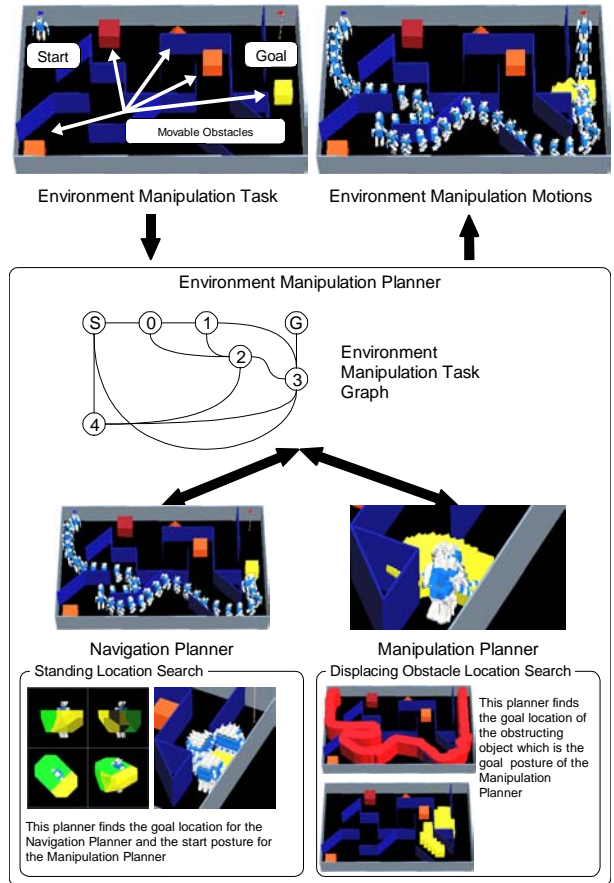 Start
Goal
Movable Obstacles
Environment Manipulation Task
Environment Manipulation Motions
Environment Manipulation Planner
S
0
1
G
2
3
4
Environment
Manipulation Task
Graph
Navigation Planner
Manipulation Planner
Standing Location Search
This planner finds the goal location for the
Navigation Planner and the start posture for
the Manipulation Planner
Displacing Obstacle Location Search
This planner finds
the goal location of
the obstructing
object which is the
goal posture of the
Manipulation
Planner